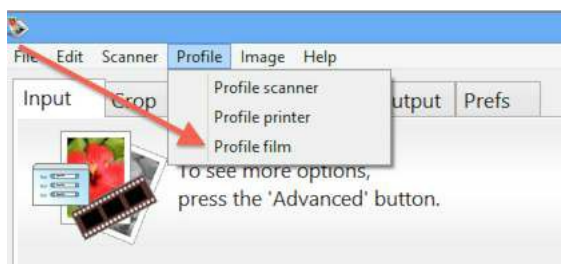 File Edit Scanner Profile Image Help
Input Crop utput Prefs
Profile scanner
Profile printer
Profile film
To see more options,
press the 'Advanced' button.